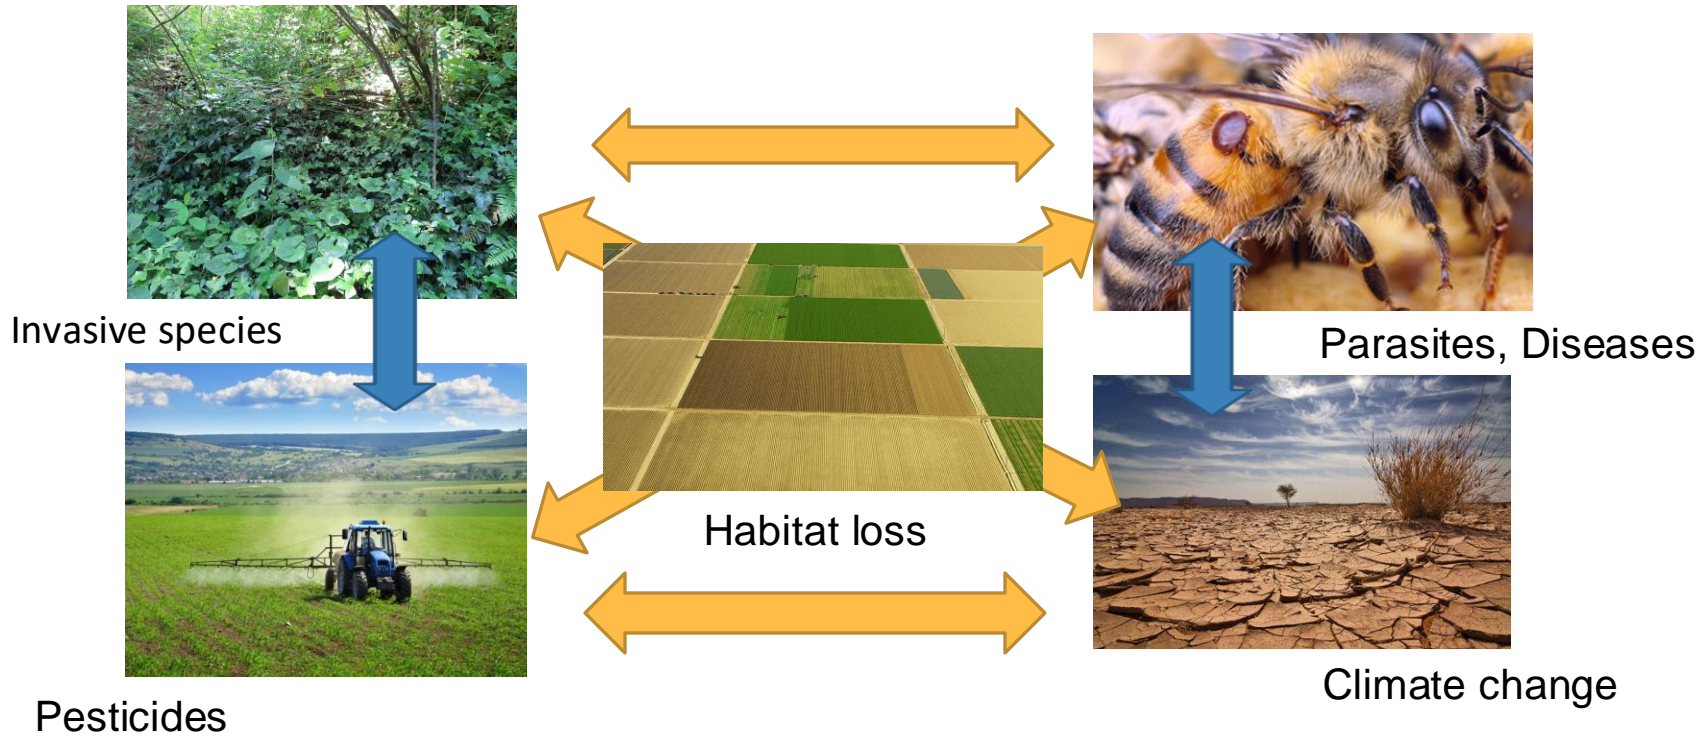 Invasive species
Parasites, Diseases
Habitat loss
Climate change
Pesticides